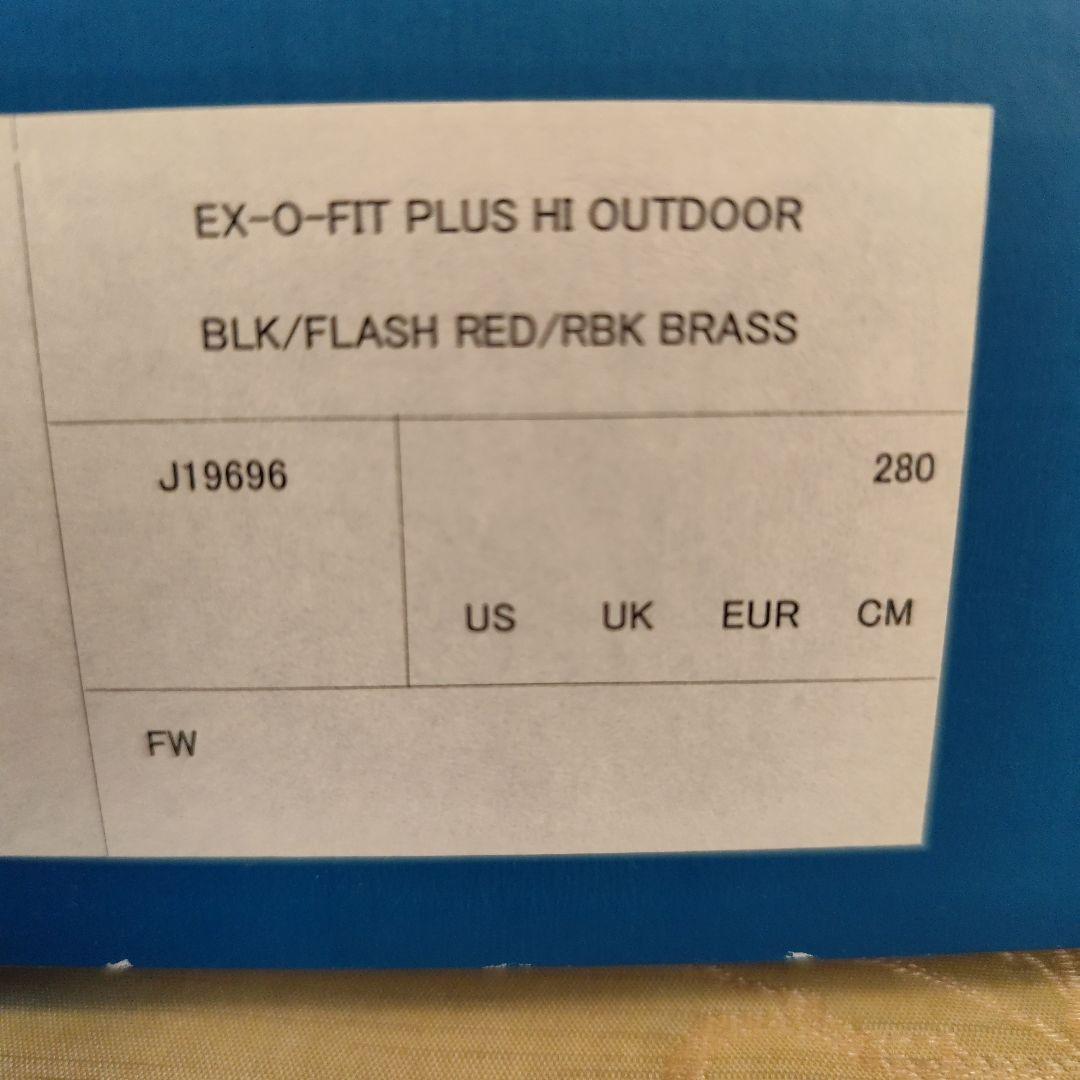 EX-O-FIT PLUS HI OUTDOOR
BLK/FLASH RED/RBK BRASS
J19696
280
US UK EUR CM
FW